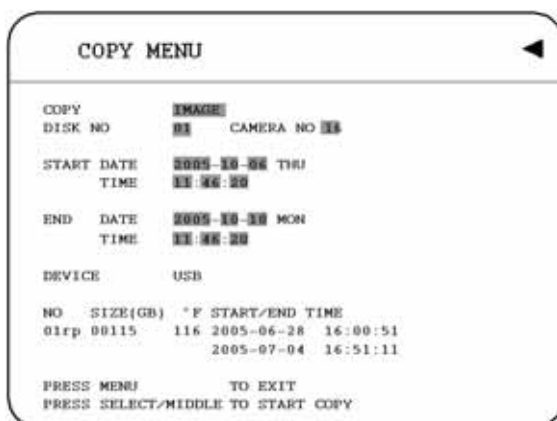 COPY MENU
COPY IMAGE
DISK NO 01 CAMERA NO 16
START DATE 2005-10-06 THU
TIME 11:46:20
END DATE 2005-10-10 MON
TIME 11:46:20
DEVICE USB
NO SIZE(GB) °F START/END TIME
01rp 00115 116 2005-06-28 16:00:51
2005-07-04 16:51:11
PRESS MENU TO EXIT
PRESS SELECT/MIDDLE TO START COPY